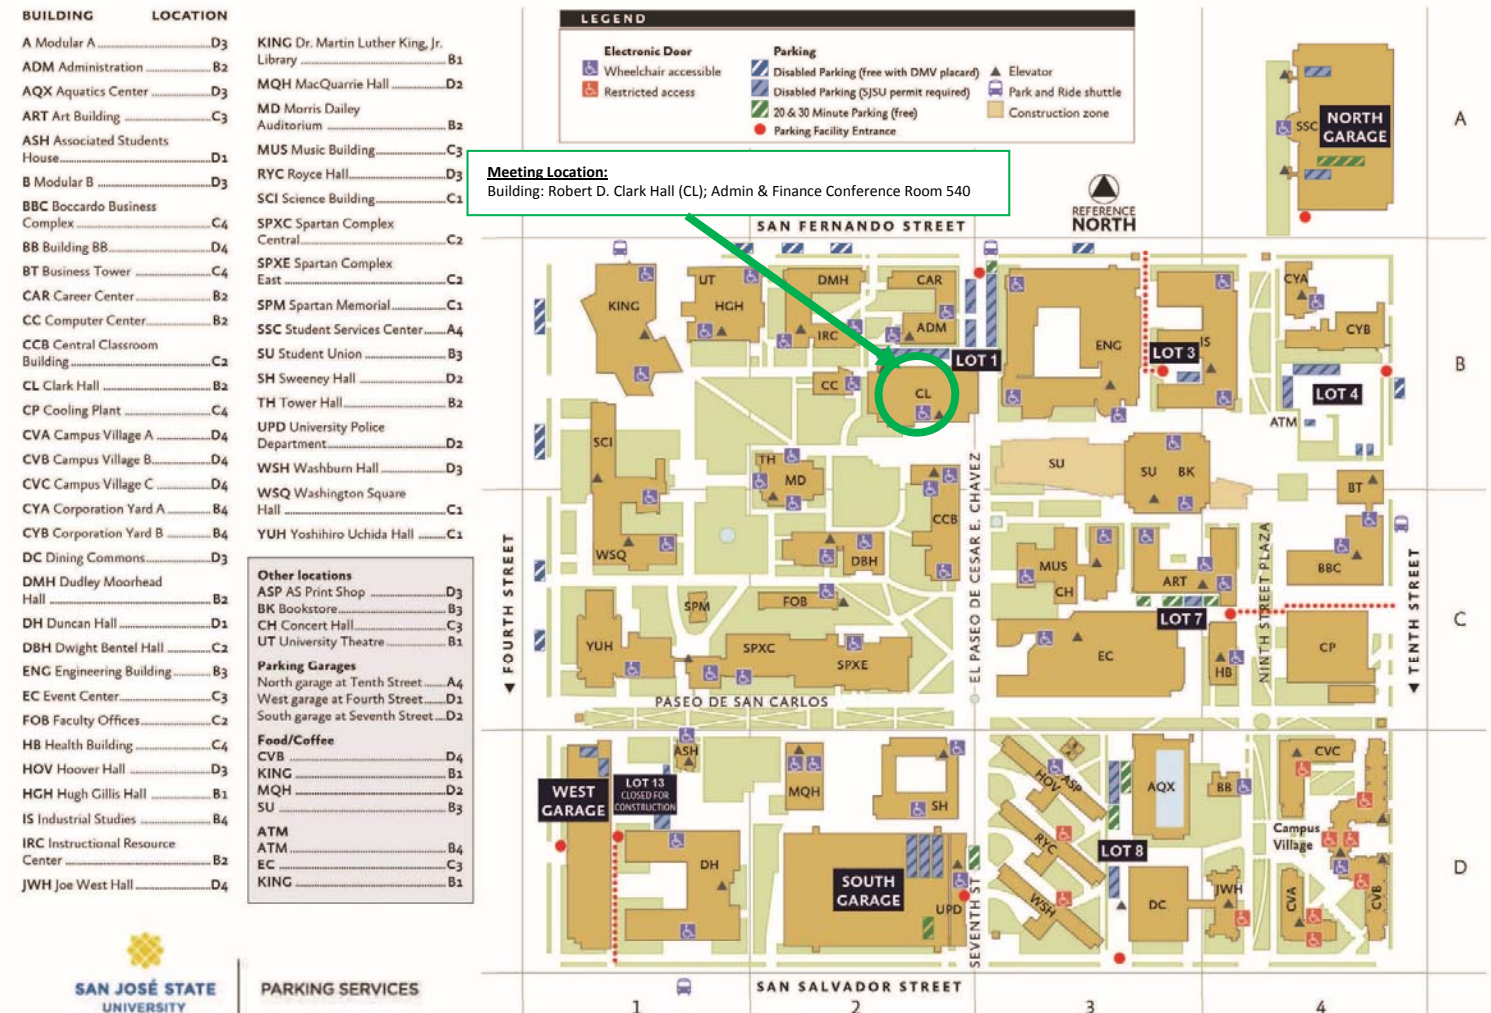 BUILDING LOCATION
A Modular A D3
ADM Administration B2
AQX Aquatics Center D3
ART Art Building C3
ASH Associated Students
House D1
B Modular B D3
BBC Boccardo Business
Complex C4
BB Building BB D4
BT Business Tower C4
CAR Career Center B2
CC Computer Center B2
CCB Central Classroom
Building C2
CL Clark Hall B2
CP Cooling Plant C4
CVA Campus Village A D4
CVB Campus Village B D4
CVC Campus Village C D4
CYA Corporation Yard A B4
CYB Corporation Yard B B4
DC Dining Commons D3
DMH Dudley Moorhead
Hall B2
DH Duncan Hall D1
DBH Dwight Bentel Hall C2
ENG Engineering Building B3
EC Event Center C3
FOB Faculty Offices C2
HB Health Building C4
HOV Hoover Hall D3
HGH Hugh Gillis Hall B1
IS Industrial Studies B4
IRC Instructional Resource
Center B2
JWH Joe West Hall D4
KING Dr. Martin Luther King, Jr.
Library B1
MQH MacQuarrie Hall D2
MD Morris Dailey
Auditorium B2
MUS Music Building C3
RYC Royce Hall D3
SCI Science Building C1
SPXC Spartan Complex
Central C2
SPXE Spartan Complex
East C2
SPM Spartan Memorial C1
SSC Student Services Center A4
SU Student Union B3
SH Sweeney Hall D2
TH Tower Hall B2
UPD University Police
Department D2
WSH Washburn Hall D3
WSQ Washington Square
Hall C1
YUH Yoshihiro Uchida Hall C1
Other locations
ASP AS Print Shop D3
BK Bookstore B3
CH Concert Hall C3
UT University Theatre B1
Parking Garages
North garage at Tenth Street A4
West garage at Fourth Street D1
South garage at Seventh Street D2
Food/Coffee
CVB D4
KING B1
MQH D2
SU B3
ATM
ATM B4
EC C3
KING B1
SAN JOSÉ STATE
UNIVERSITY
PARKING SERVICES
LEGEND
Electronic Door
Wheelchair accessible
Restricted access
Parking
Disabled Parking (free with DMV placard)
Disabled Parking (SJSU permit required)
20 & 30 Minute Parking (free)
Parking Facility Entrance
Elevator
Park and Ride shuttle
Construction zone
Meeting Location:
Building: Robert D. Clark Hall (CL); Admin & Finance Conference Room 540
REFERENCE
NORTH
SSC
NORTH
GARAGE
A
SAN FERNANDO STREET
KING
UT
HGH
DMH
IRC
CAR
ADM
LOT 1
ENG
LOT 3
IS
CYA
CYB
LOT 4
ATM
B
CC
CL
SCI
TH
MD
SU
SU BK
BT
CCB
WSQ
DBH
MUS
CH
ART
BBC
FOURTH STREET
EL PASEO DE CESAR E. CHAVEZ
NINTH STREET PLAZA
TENTH STREET
SPM
FOB
LOT 7
C
YUH
SPXC
SPXE
EC
HB
CP
PASEO DE SAN CARLOS
WEST
GARAGE
LOT 13
CLOSED FOR
CONSTRUCTION
ASH
MQH
SH
HOV
ASP
AQX
BB
CVC
Campus
Village
RYC
LOT 8
D
DH
SOUTH
GARAGE
UPD
SEVENTH ST
WSH
DC
JWH
CVA
CVB
SAN SALVADOR STREET
1 2 3 4